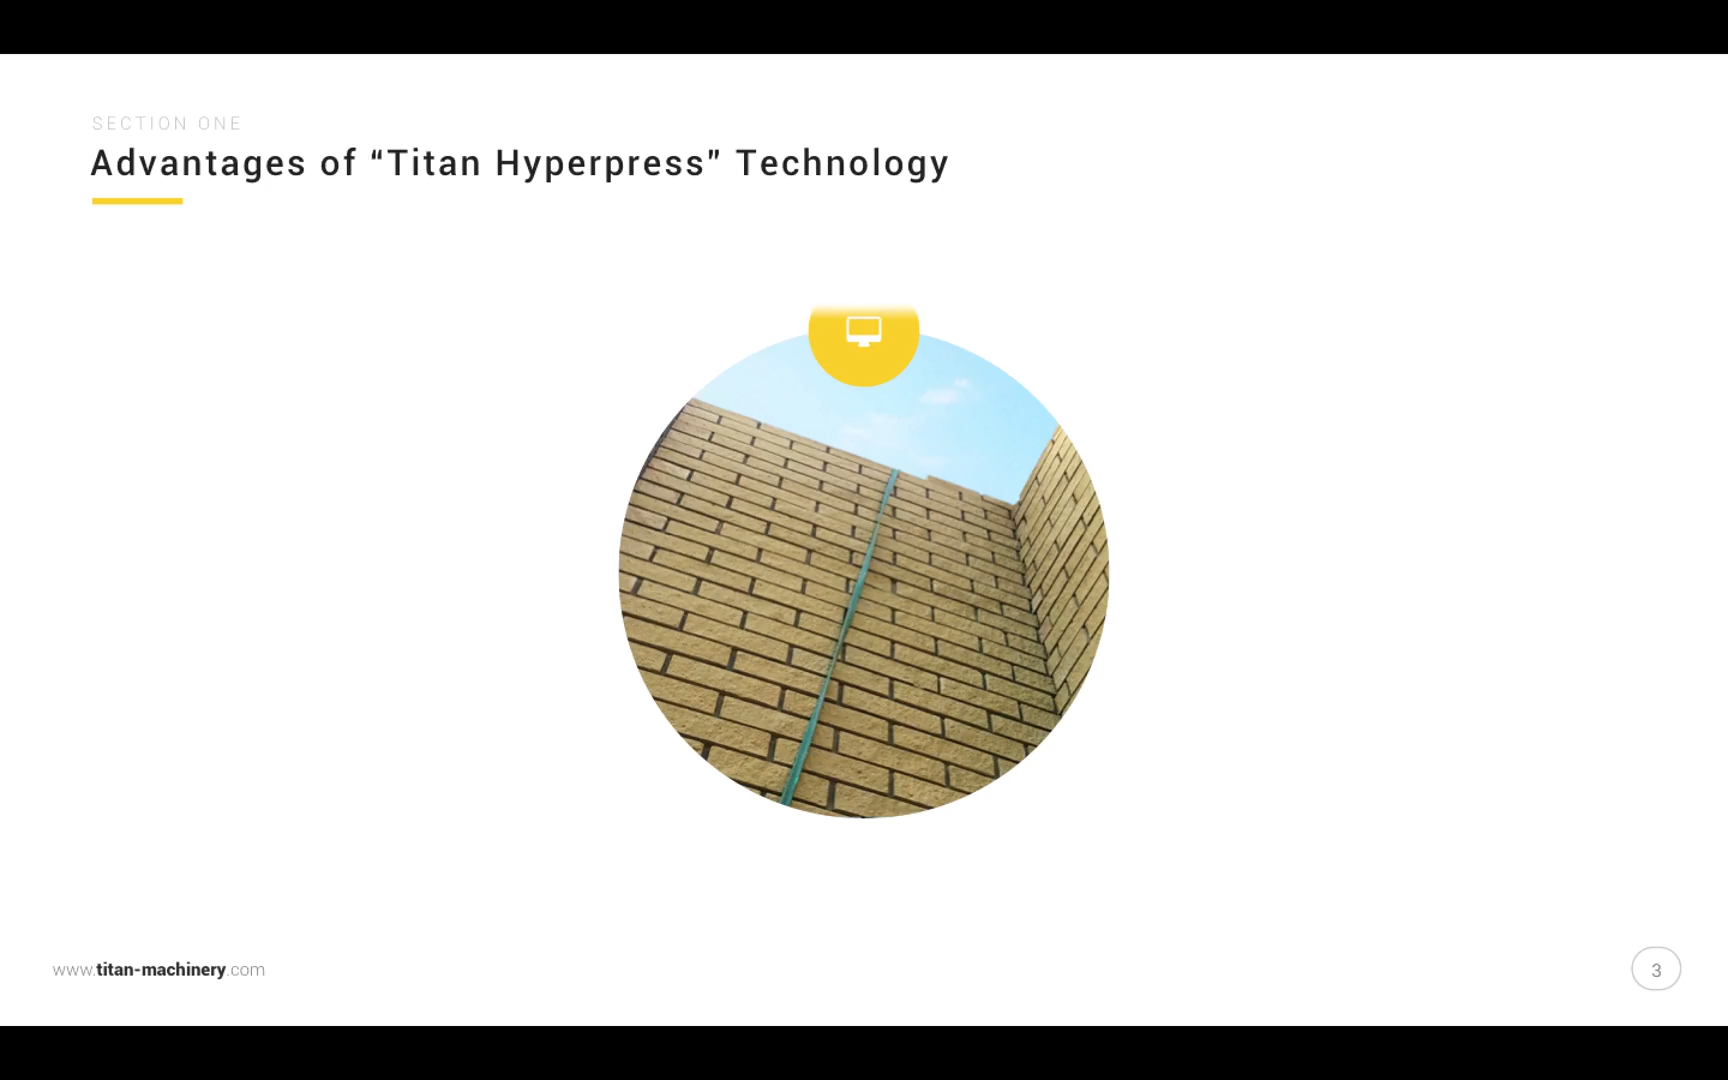 SECTION ONE
Advantages of “Titan Hyperpress” Technology
www.titan-machinery.com
3